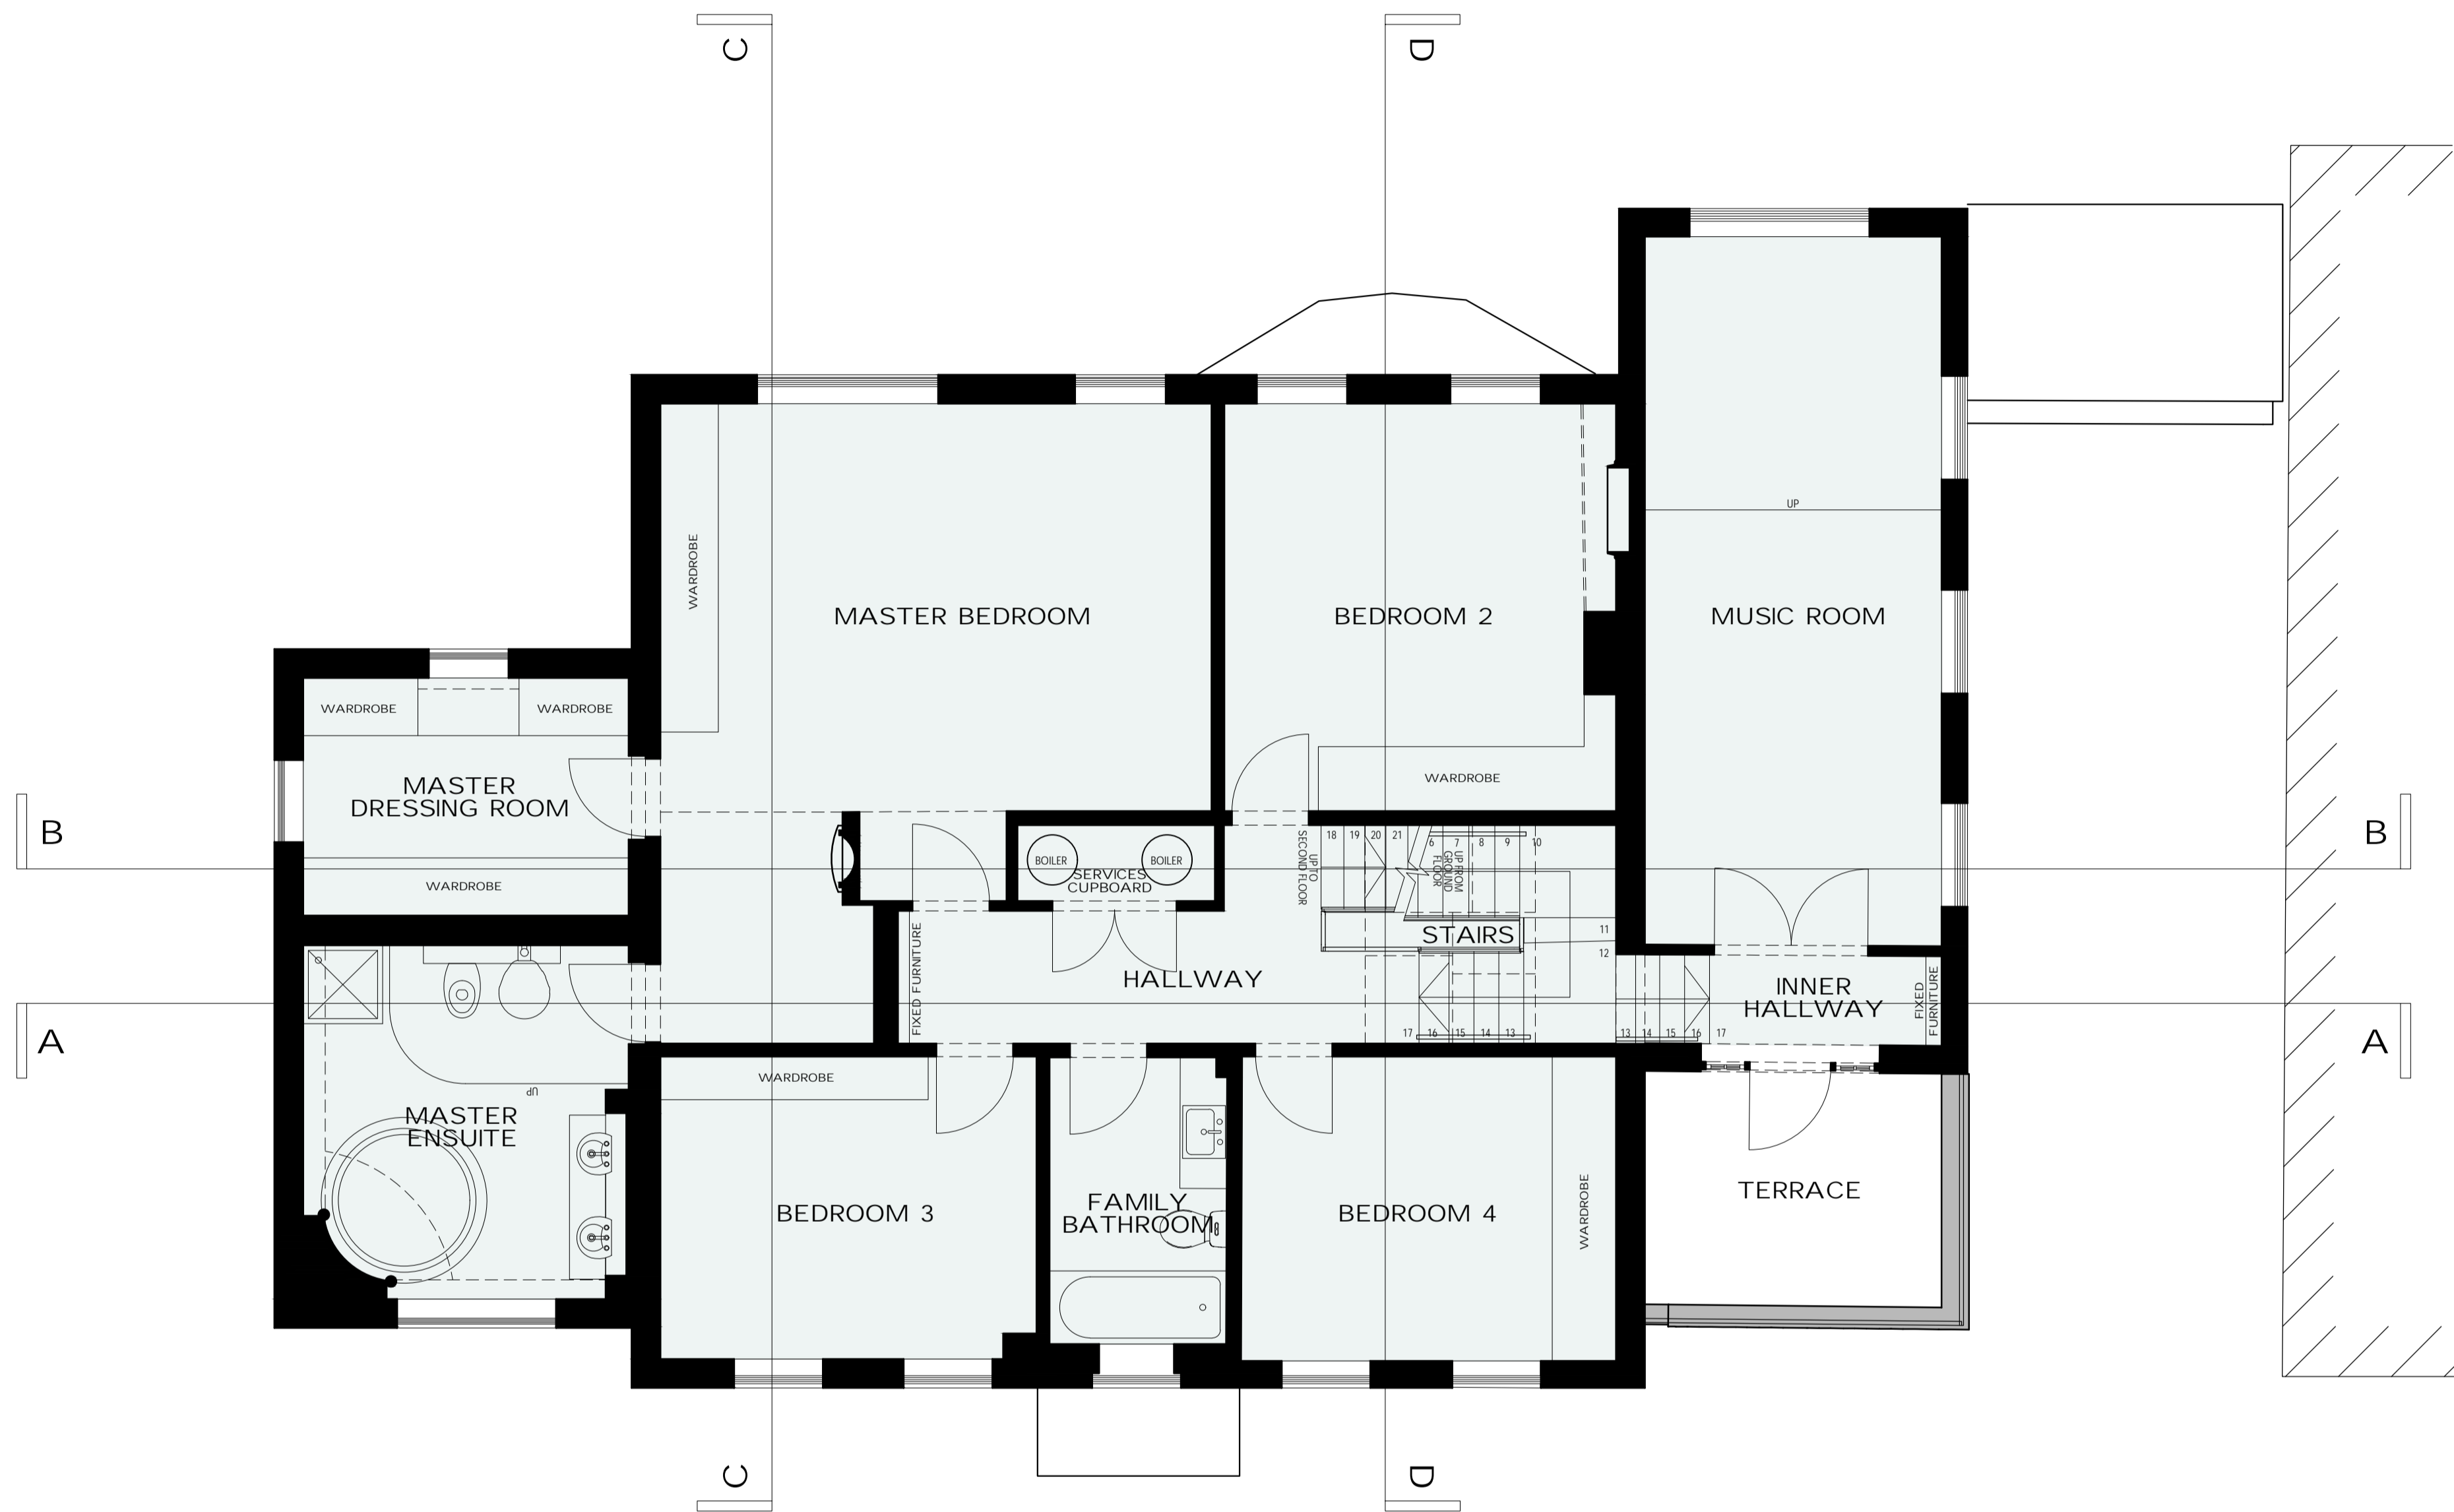 C
D
UP
WARDROBE
MASTER BEDROOM
BEDROOM 2
MUSIC ROOM
WARDROBE
WARDROBE
MASTER
DRESSING ROOM
WARDROBE
B
B
18 19 20 21
6 7 8 9 10
UP TO
SECOND FLOOR
UP FROM
GROUND
FLOOR
BOILER
BOILER
SERVICES
CUPBOARD
WARDROBE
STAIRS
11
12
FIXED FURNITURE
HALLWAY
INNER
HALLWAY
FIXED
FURNITURE
17 16 15 14 13
13 14 15 16 17
A
A
WARDROBE
UP
MASTER
ENSUITE
BEDROOM 3
FAMILY
BATHROOM
BEDROOM 4
WARDROBE
TERRACE
C
D